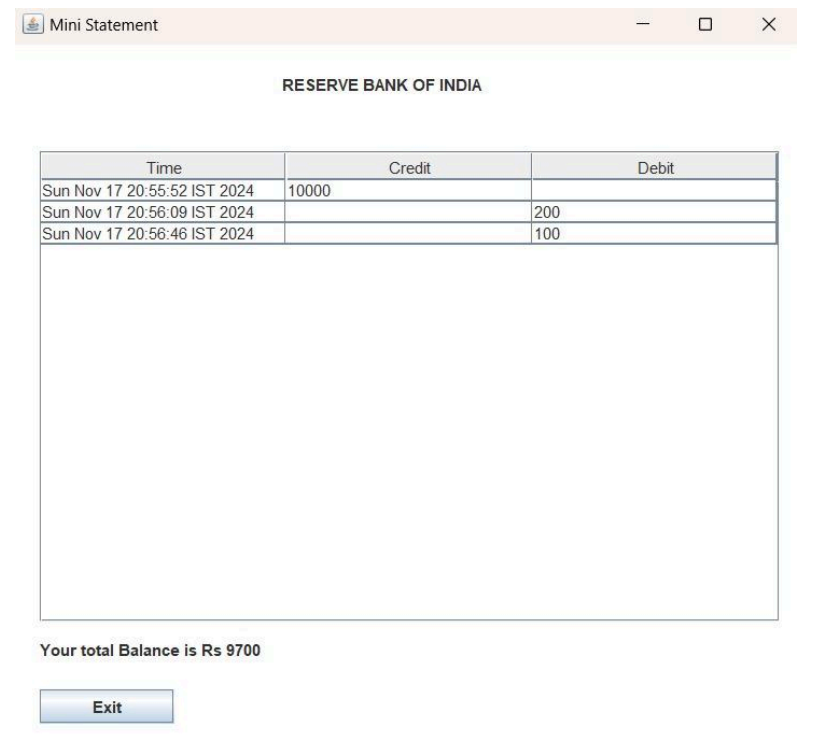 Mini Statement
RESERVE BANK OF INDIA
Time Credit Debit
Sun Nov 17 20:55:52 IST 2024 10000
Sun Nov 17 20:56:09 IST 2024 200
Sun Nov 17 20:56:46 IST 2024 100
Your total Balance is Rs 9700
Exit